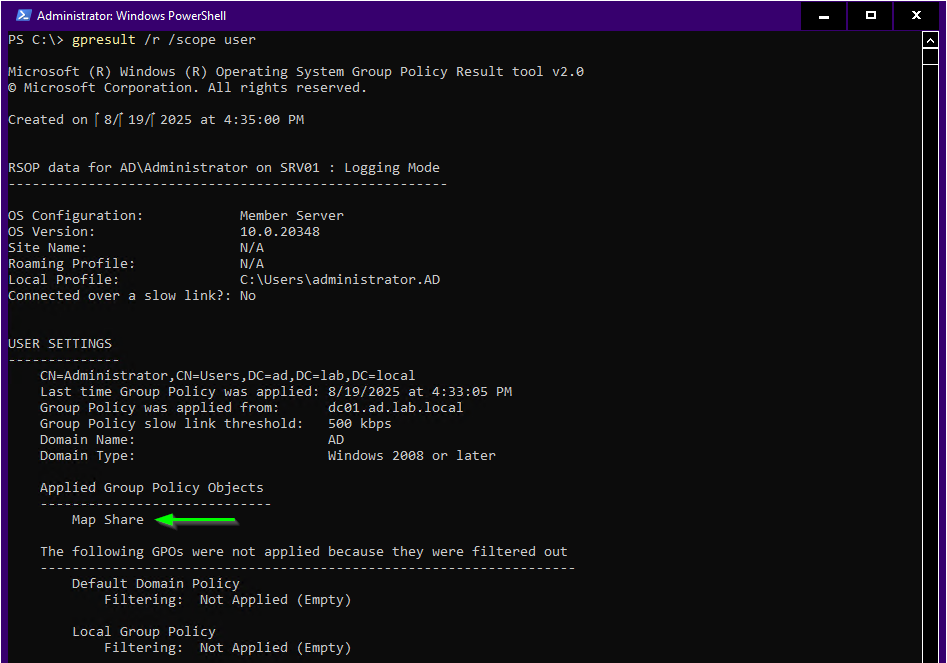 Administrator: Windows PowerShell
PS C:\> gpresult /r /scope user
Microsoft (R) Windows (R) Operating System Group Policy Result tool v2.0
© Microsoft Corporation. All rights reserved.
Created on ⌈ 8/⌈ 19/⌈ 2025 at 4:35:00 PM
RSOP data for AD\Administrator on SRV01 : Logging Mode
-------------------------------------------------------
OS Configuration:            Member Server
OS Version:                  10.0.20348
Site Name:                   N/A
Roaming Profile:             N/A
Local Profile:               C:\Users\administrator.AD
Connected over a slow link?: No
USER SETTINGS
--------------
CN=Administrator,CN=Users,DC=ad,DC=lab,DC=local
Last time Group Policy was applied: 8/19/2025 at 4:33:05 PM
Group Policy was applied from:      dc01.ad.lab.local
Group Policy slow link threshold:   500 kbps
Domain Name:                        AD
Domain Type:                        Windows 2008 or later
Applied Group Policy Objects
-----------------------------
Map Share
The following GPOs were not applied because they were filtered out
-------------------------------------------------------------------
Default Domain Policy
Filtering:  Not Applied (Empty)
Local Group Policy
Filtering:  Not Applied (Empty)